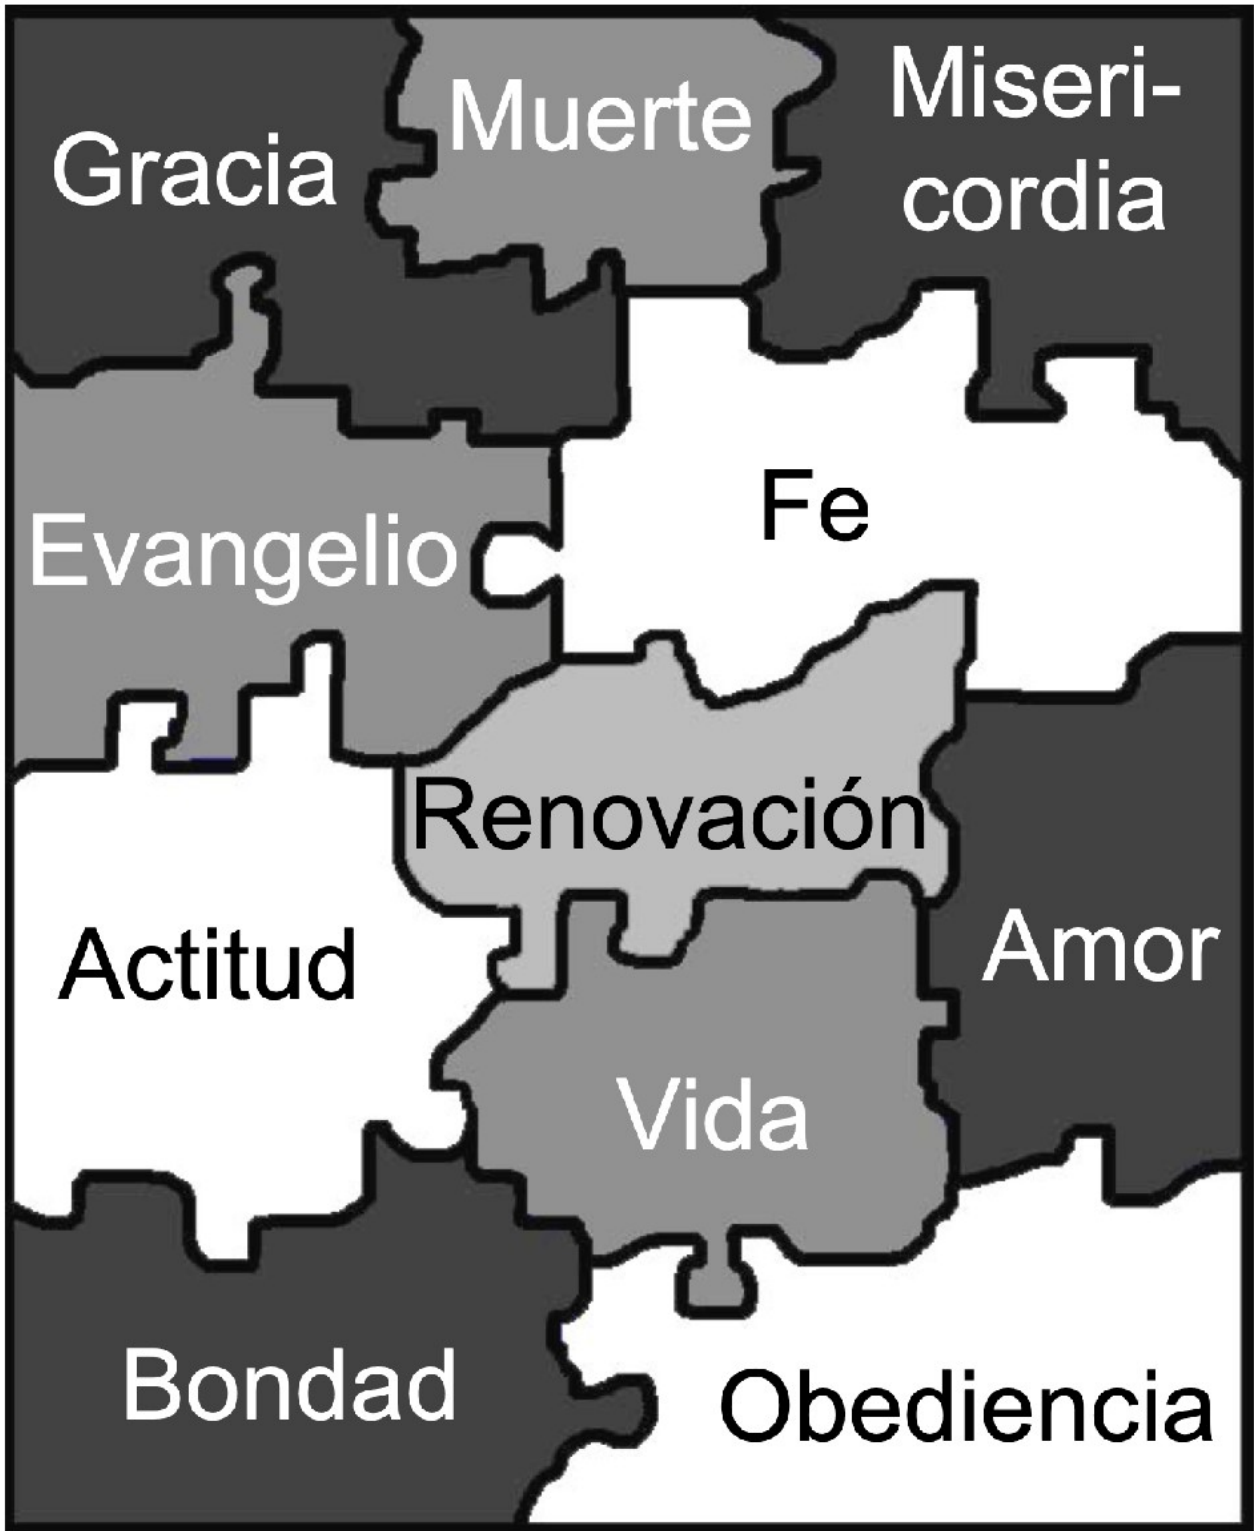 Gracia
Muerte
Miseri-
cordia
Evangelio
Fe
Renovación
Actitud
Amor
Vida
Bondad
Obediencia